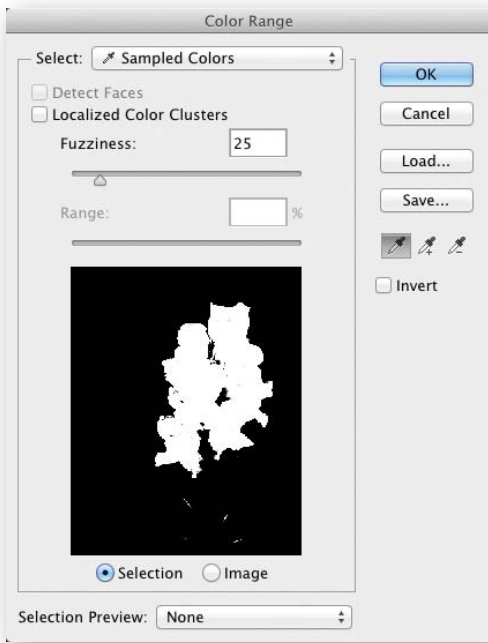 Color Range
Select: Sampled Colors
Detect Faces
Localized Color Clusters
Fuzziness: 25
Range: %
Selection Image
Selection Preview: None
OK
Cancel
Load...
Save...
Invert